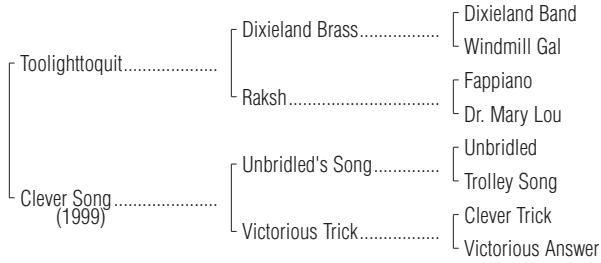 Dixieland Band
Dixieland Brass.................
Windmill Gal
Toolighttoquit....................
Fappiano
Raksh................................
Dr. Mary Lou
Unbridled
Unbridled's Song..............
Trolley Song
Clever Song......................
(1999)
Clever Trick
Victorious Trick.................
Victorious Answer